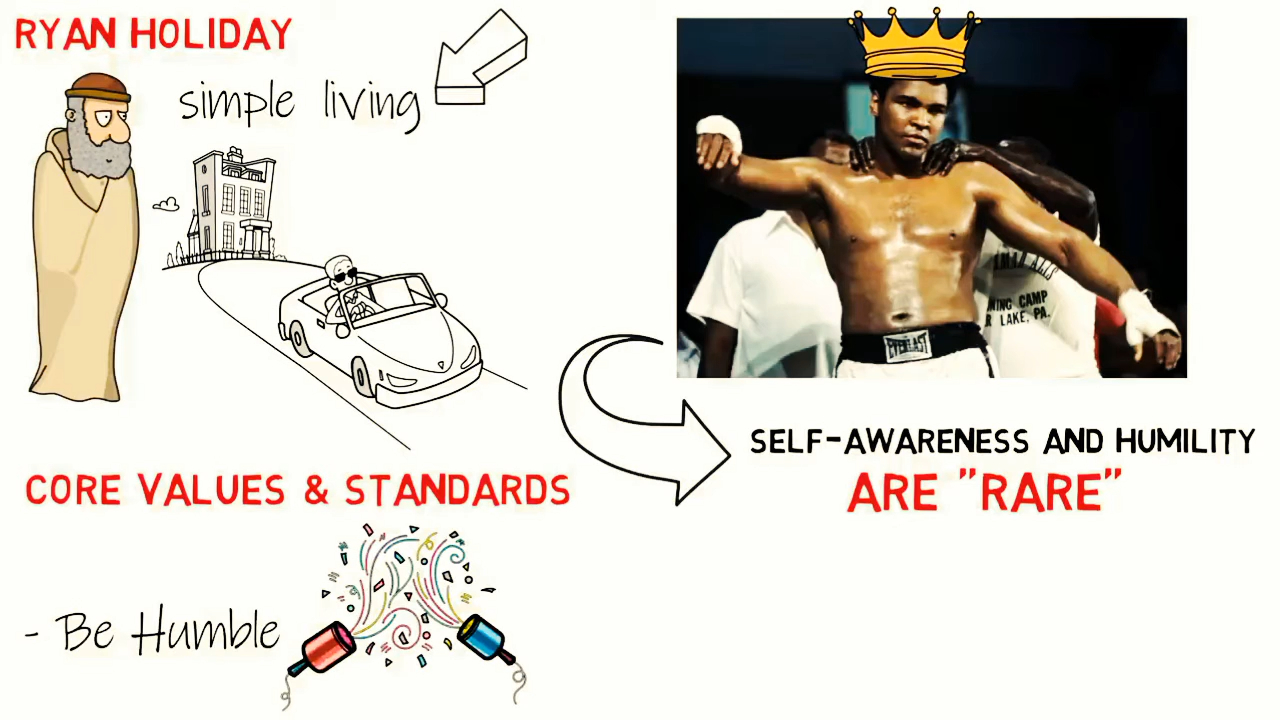 RYAN HOLIDAY
simple living
EVERLAST
NING CAMP
R LAKE, PA.
SELF-AWARENESS AND HUMILITY
ARE "RARE"
CORE VALUES & STANDARDS
- Be Humble